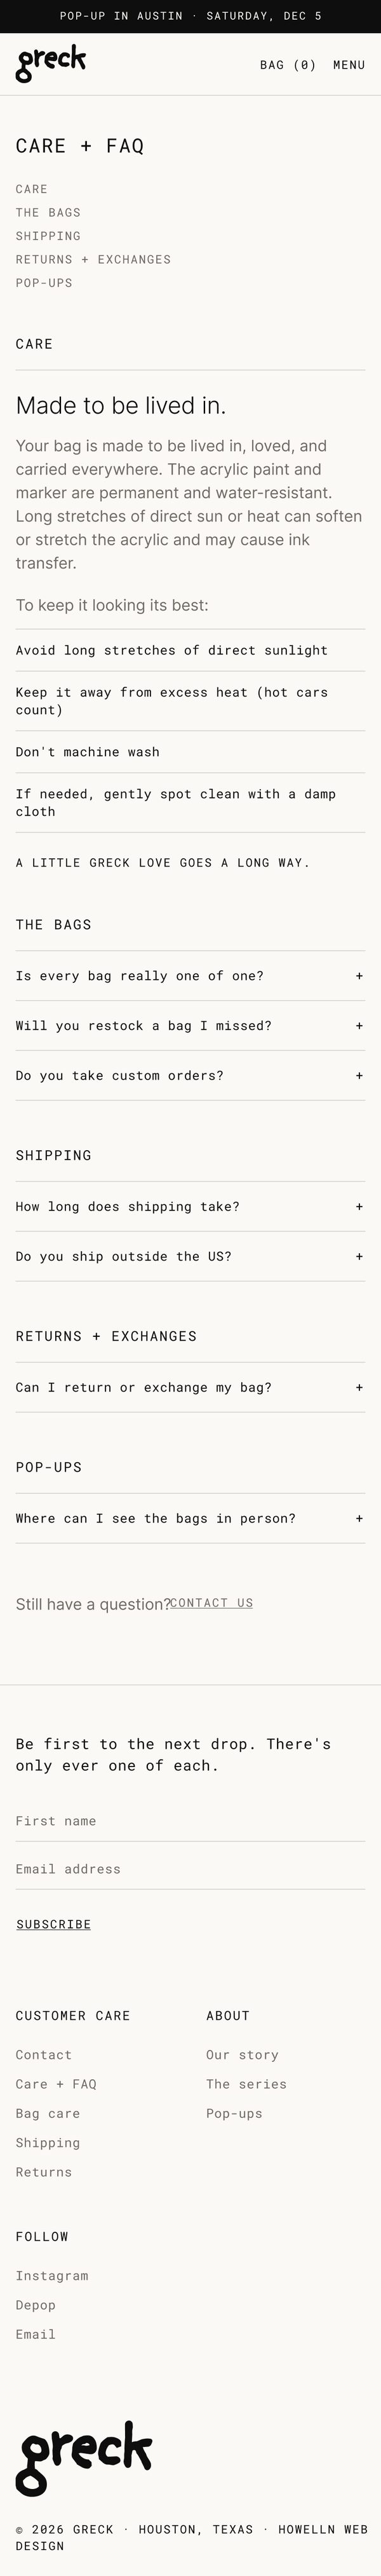 POP-UP IN AUSTIN · SATURDAY, DEC 5
greck
BAG (0) MENU
CARE + FAQ
CARE
THE BAGS
SHIPPING
RETURNS + EXCHANGES
POP-UPS
CARE
Made to be lived in.
Your bag is made to be lived in, loved, and
carried everywhere. The acrylic paint and
marker are permanent and water-resistant.
Long stretches of direct sun or heat can soften
or stretch the acrylic and may cause ink
transfer.
To keep it looking its best:
Avoid long stretches of direct sunlight
Keep it away from excess heat (hot cars
count)
Don't machine wash
If needed, gently spot clean with a damp
cloth
A LITTLE GRECK LOVE GOES A LONG WAY.
THE BAGS
Is every bag really one of one? +
Will you restock a bag I missed? +
Do you take custom orders? +
SHIPPING
How long does shipping take? +
Do you ship outside the US? +
RETURNS + EXCHANGES
Can I return or exchange my bag? +
POP-UPS
Where can I see the bags in person? +
Still have a question? CONTACT US
Be first to the next drop. There's
only ever one of each.
First name
Email address
SUBSCRIBE
CUSTOMER CARE
Contact
Care + FAQ
Bag care
Shipping
Returns
ABOUT
Our story
The series
Pop-ups
FOLLOW
Instagram
Depop
Email
greck
© 2026 GRECK · HOUSTON, TEXAS · HOWELLN WEB
DESIGN